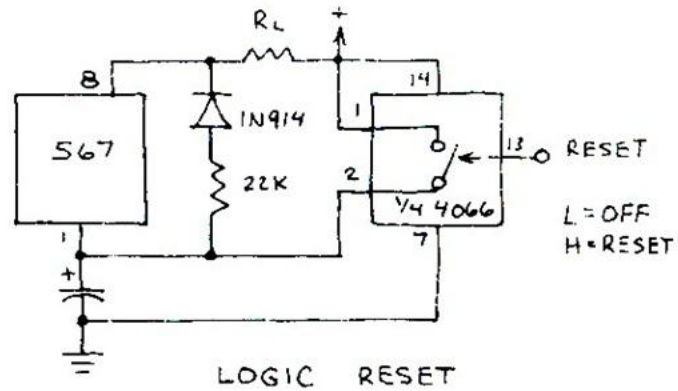 RL
+
8
14
1
1N914
567
13
RESET
22K
2
1/4 4066
L=OFF
H=RESET
1
7
+
LOGIC RESET